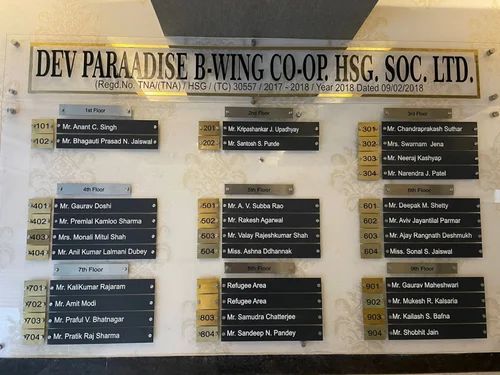 DEV PARAADISE B-WING CO-OP. HSG. SOC. LTD.
(Regd.No. TNA/(TNA) / HSG / (TC) 30557 / 2017 - 2018 / Year 2018 Dated 09/02/2018
1st Floor
101 Mr. Anant C. Singh
102 Mr. Bhagauti Prasad N. Jaiswal
2nd Floor
201 Mr. Kripashankar J. Upadhyay
202 Mr. Santosh S. Punde
3rd Floor
301 Mr. Chandraprakash Suthar
302 Mrs. Swarnam Jena
303 Mr. Neeraj Kashyap
304 Mr. Narendra J. Patel
4th Floor
401 Mr. Gaurav Doshi
402 Mr. Premlal Kamloo Sharma
403 Mrs. Monali Mitul Shah
404 Mr. Anil Kumar Lalmani Dubey
5th Floor
501 Mr. A. V. Subba Rao
502 Mr. Rakesh Agarwal
503 Mr. Valay Rajeshkumar Shah
504 Miss. Ashna Ddhannak
6th Floor
601 Mr. Deepak M. Shetty
602 Mr. Aviv Jayantilal Parmar
603 Mr. Ajay Rangnath Deshmukh
604 Miss. Sonal S. Jaiswal
7th Floor
701 Mr. KaliKumar Rajaram
702 Mr. Amit Modi
703 Mr. Praful V. Bhatnagar
704 Mr. Pratik Raj Sharma
8th Floor
Refugee Area
Refugee Area
803 Mr. Samudra Chatterjee
804 Mr. Sandeep N. Pandey
9th Floor
901 Mr. Gaurav Maheshwari
902 Mr. Mukesh R. Kalsaria
903 Mr. Kailash S. Bafna
904 Mr. Shobhit Jain